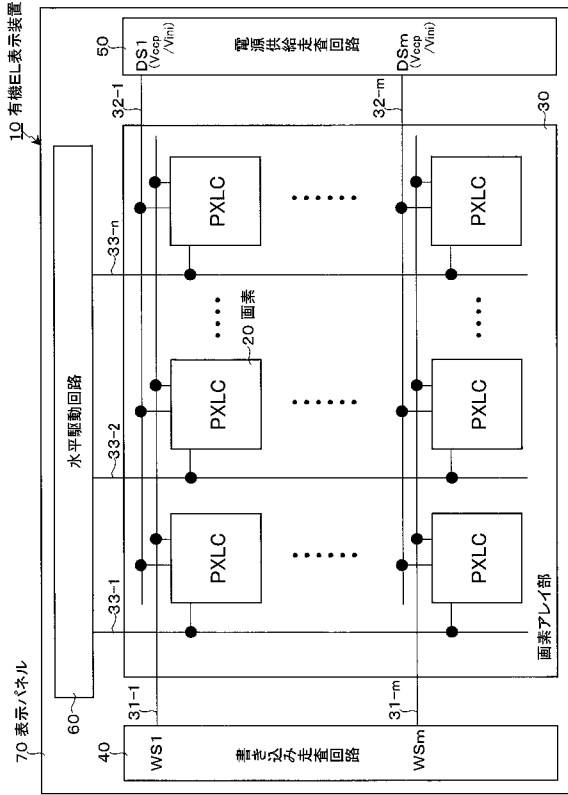 10 有機EL表示装置
70 表示パネル
60
水平駆動回路
33-1
33-2
33-n
40
書き込み走査回路
WS1
31-1
WSm
31-m
50
電源供給走査回路
DS1
(Vccp
/Vini)
32-1
DSm
(Vccp
/Vini)
32-m
30
PXLC
PXLC
PXLC
20 画素
PXLC
PXLC
PXLC
画素アレイ部